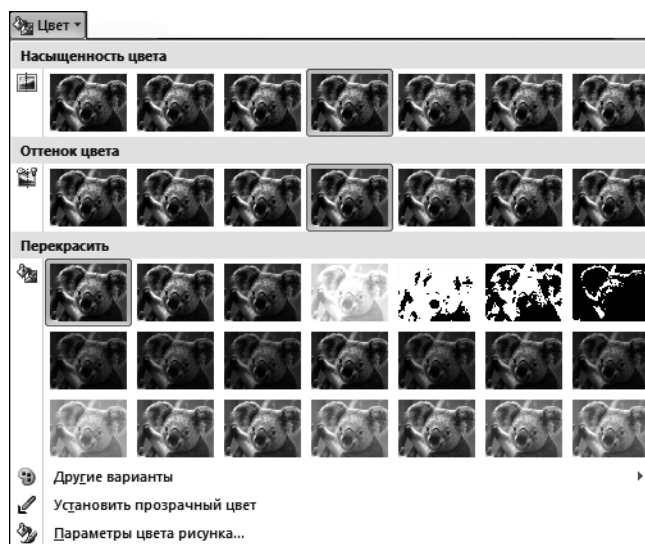 Цвет
Насыщенность цвета
Оттенок цвета
Перекрасить
Другие варианты
Установить прозрачный цвет
Параметры цвета рисунка...